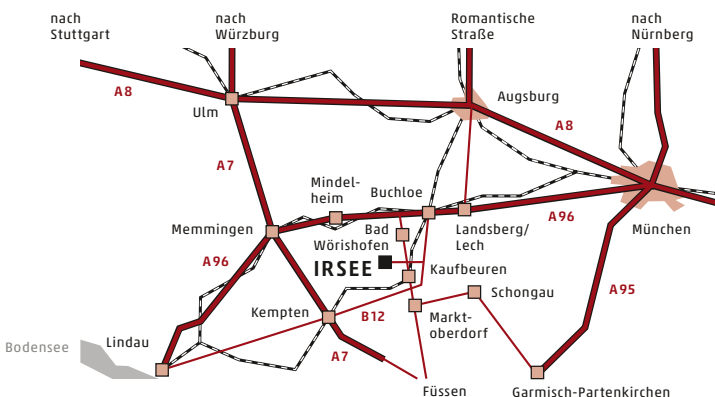 nach
Stuttgart
nach
Würzburg
Romantische
Straße
nach
Nürnberg
A8
Ulm
Augsburg
A8
A7
Mindel-
heim
Buchloe
Memmingen
Bad
Wörishofen
Landsberg/
Lech
A96
München
IRSEE
Kaufbeuren
A96
Schongau
A95
Kempten
B12
Markt-
oberdorf
Bodensee
Lindau
A7
Füssen
Garmisch-Partenkirchen